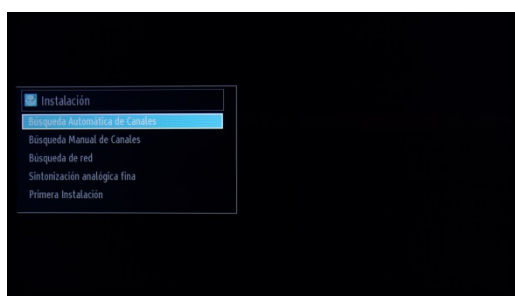 Instalación
Búsqueda Automática de Canales
Búsqueda Manual de Canales
Búsqueda de red
Sintonización analógica fina
Primera Instalación